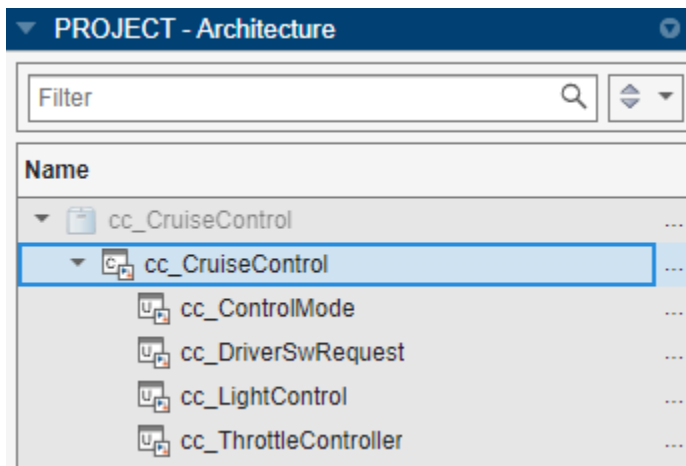 PROJECT - Architecture
Filter
Name
cc_CruiseControl ...
C cc_CruiseControl ...
U cc_ControlMode ...
U cc_DriverSwRequest ...
U cc_LightControl ...
U cc_ThrottleController ...